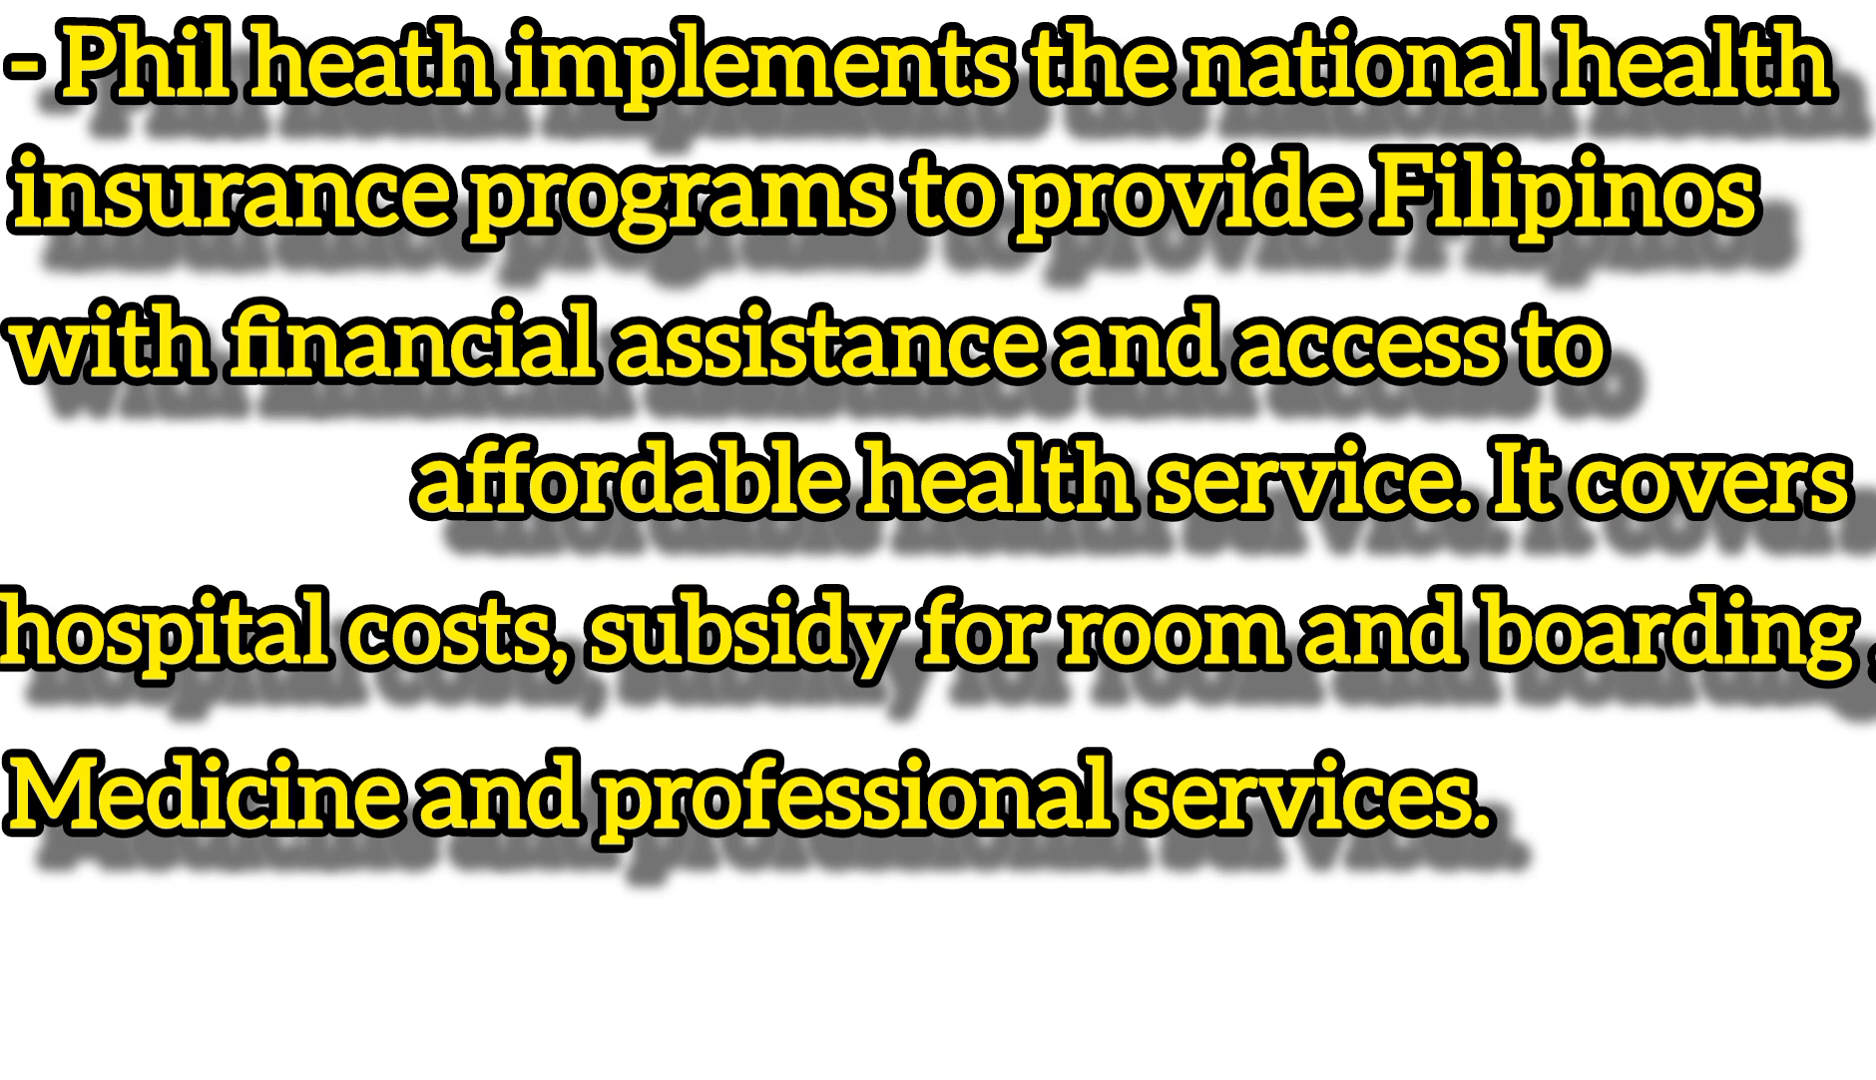 - Phil heath implements the national health
insurance programs to provide Filipinos
with financial assistance and access to
affordable health service. It covers
hospital costs, subsidy for room and boarding ,
Medicine and professional services.